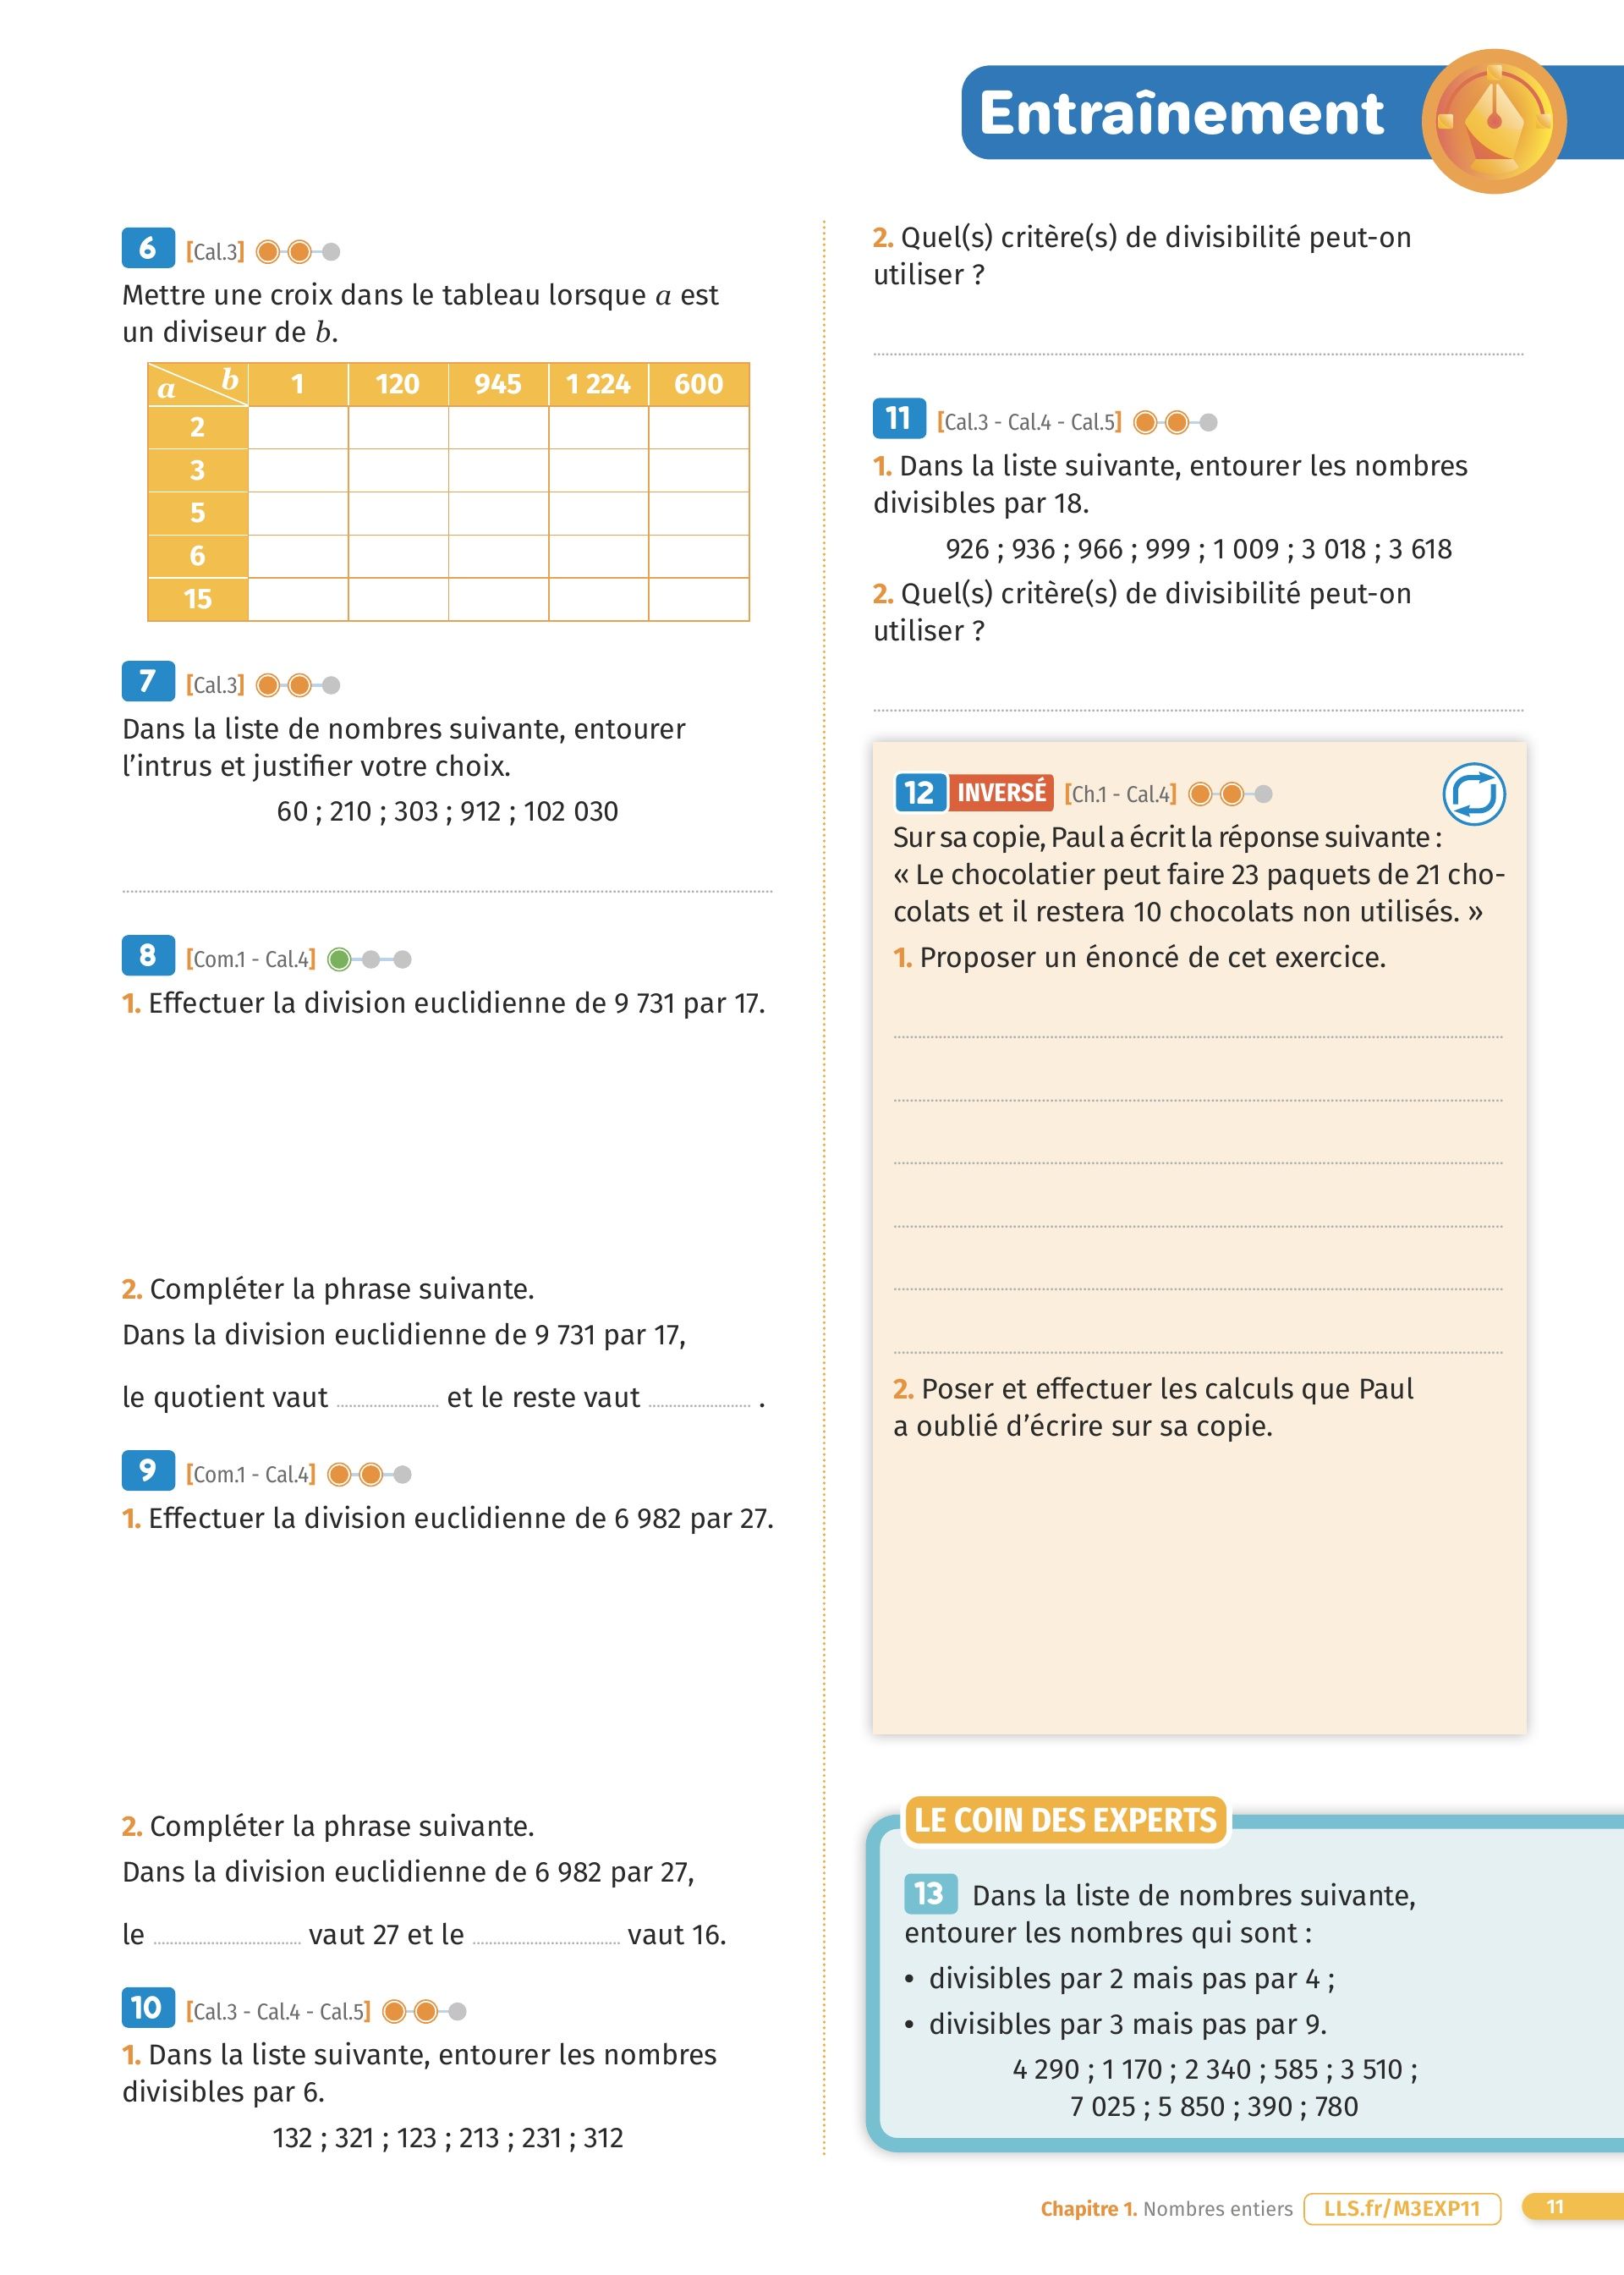 Entraînement
6 [Cal.3]
Mettre une croix dans le tableau lorsque a est
un diviseur de b.
a b 1 120 945 1 224 600
2
3
5
6
15
7 [Cal.3]
Dans la liste de nombres suivante, entourer
l’intrus et justifier votre choix.
60 ; 210 ; 303 ; 912 ; 102 030
8 [Com.1 - Cal.4]
1. Effectuer la division euclidienne de 9 731 par 17.
2. Compléter la phrase suivante.
Dans la division euclidienne de 9 731 par 17,
le quotient vaut .................... et le reste vaut .................... .
9 [Com.1 - Cal.4]
1. Effectuer la division euclidienne de 6 982 par 27.
2. Compléter la phrase suivante.
Dans la division euclidienne de 6 982 par 27,
le .................... vaut 27 et le .................... vaut 16.
10 [Cal.3 - Cal.4 - Cal.5]
1. Dans la liste suivante, entourer les nombres
divisibles par 6.
132 ; 321 ; 123 ; 213 ; 231 ; 312
2. Quel(s) critère(s) de divisibilité peut-on
utiliser ?
11 [Cal.3 - Cal.4 - Cal.5]
1. Dans la liste suivante, entourer les nombres
divisibles par 18.
926 ; 936 ; 966 ; 999 ; 1 009 ; 3 018 ; 3 618
2. Quel(s) critère(s) de divisibilité peut-on
utiliser ?
12 INVERSÉ [Ch.1 - Cal.4]
Sur sa copie, Paul a écrit la réponse suivante :
« Le chocolatier peut faire 23 paquets de 21 cho-
colats et il restera 10 chocolats non utilisés. »
1. Proposer un énoncé de cet exercice.
2. Poser et effectuer les calculs que Paul
a oublié d’écrire sur sa copie.
LE COIN DES EXPERTS
13 Dans la liste de nombres suivante,
entourer les nombres qui sont :
• divisibles par 2 mais pas par 4 ;
• divisibles par 3 mais pas par 9.
4 290 ; 1 170 ; 2 340 ; 585 ; 3 510 ;
7 025 ; 5 850 ; 390 ; 780
Chapitre 1. Nombres entiers LLS.fr/M3EXP11 11